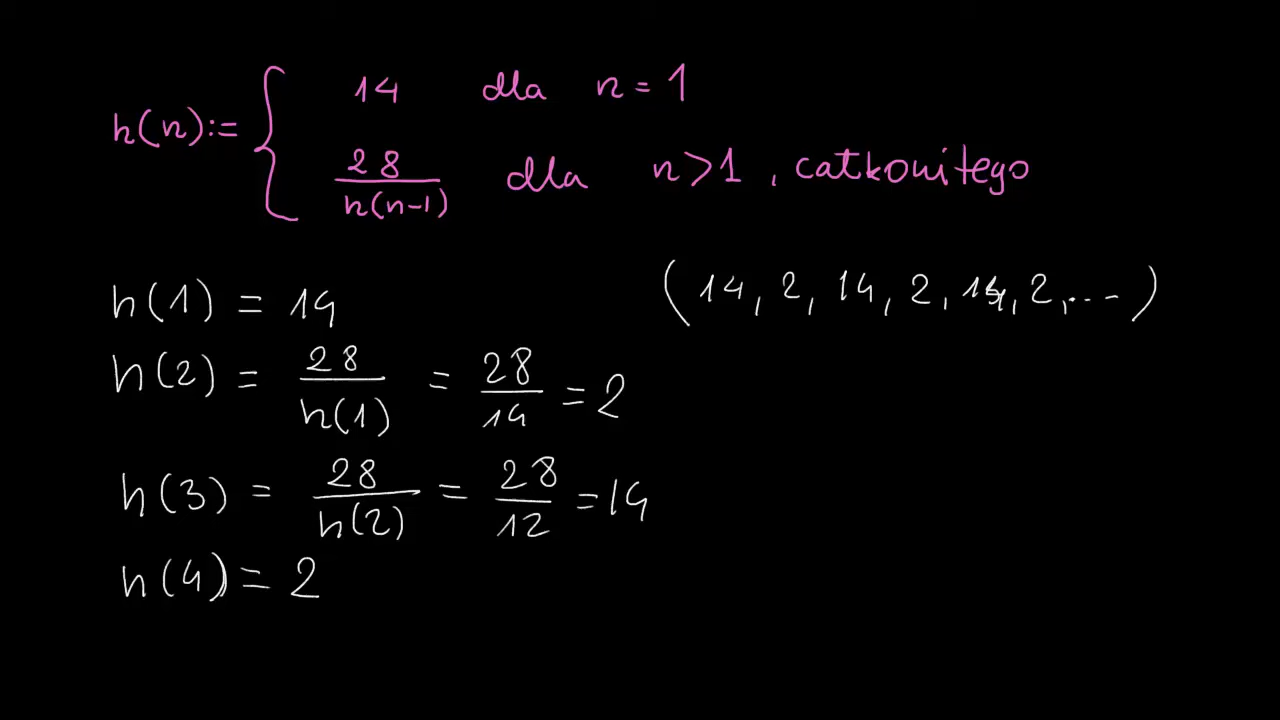 h(n):= { 14 dla n = 1
28/h(n-1) dla n>1, całkowitego
h(1) = 14
(14, 2, 14, 2, 14, 2, ...)
h(2) = 28/h(1) = 28/14 = 2
h(3) = 28/h(2) = 28/12 = 14
h(4) = 2